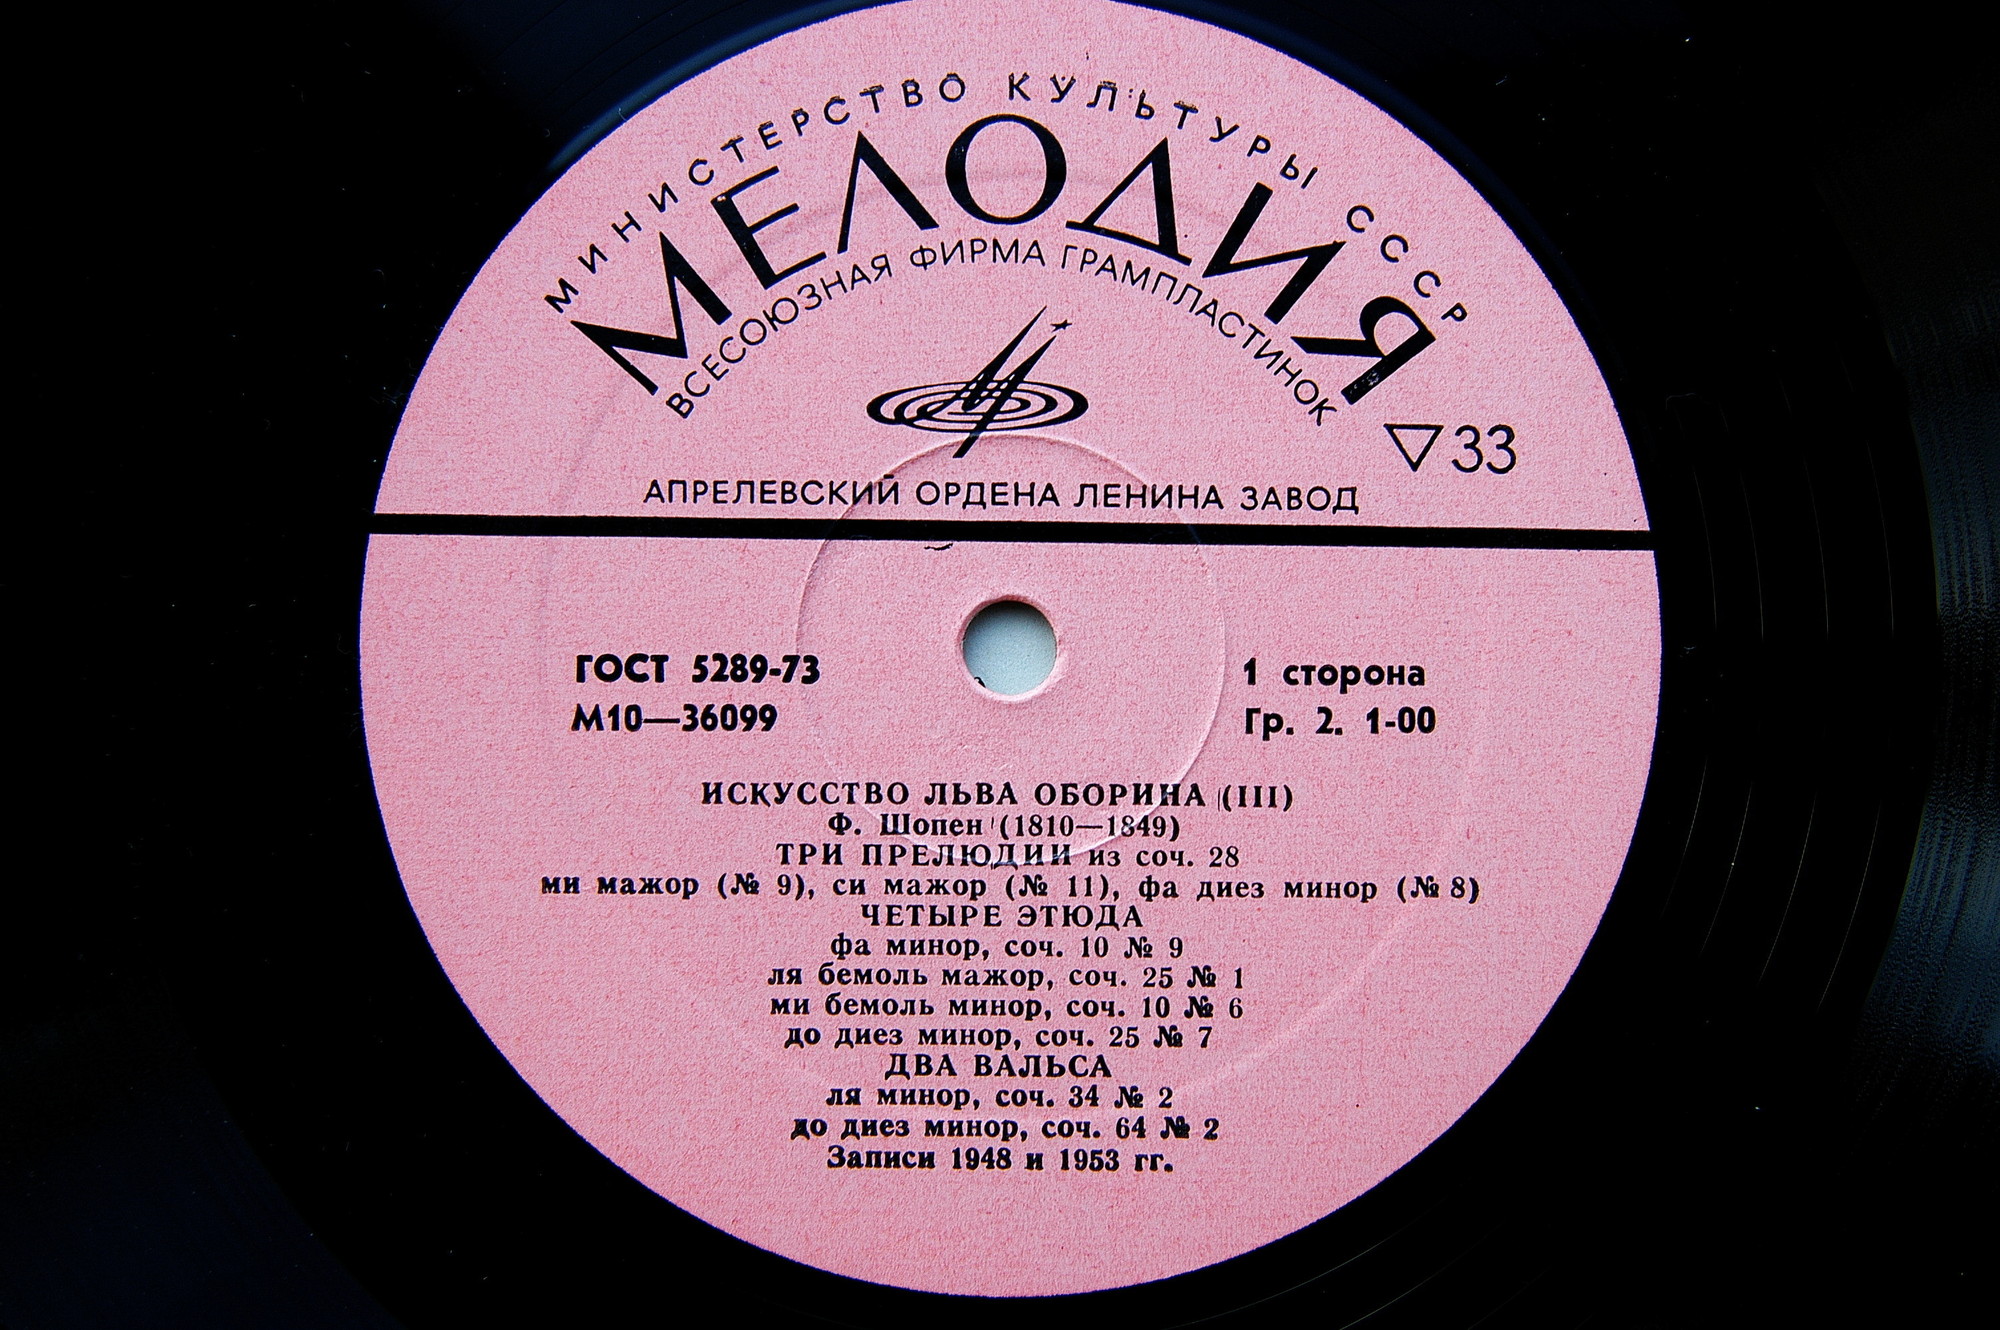 МИНИСТЕРСТВО КУЛЬТУРЫ СССР
МЕЛОДИЯ
ВСЕСОЮЗНАЯ ФИРМА ГРАМПЛАСТИНОК
33
АПРЕЛЕВСКИЙ ОРДЕНА ЛЕНИНА ЗАВОД
ГОСТ 5289-73
М10—36099
1 сторона
Гр. 2. 1-00
ИСКУССТВО ЛЬВА ОБОРИНА (III)
Ф. Шопен (1810—1849)
ТРИ ПРЕЛЮДИИ из соч. 28
ми мажор (№ 9), си мажор (№ 11), фа диез минор (№ 8)
ЧЕТЫРЕ ЭТЮДА
фа минор, соч. 10 № 9
ля бемоль мажор, соч. 25 № 1
ми бемоль минор, соч. 10 № 6
до диез минор, соч. 25 № 7
ДВА ВАЛЬСА
ля минор, соч. 34 № 2
до диез минор, соч. 64 № 2
Записи 1948 и 1953 гг.